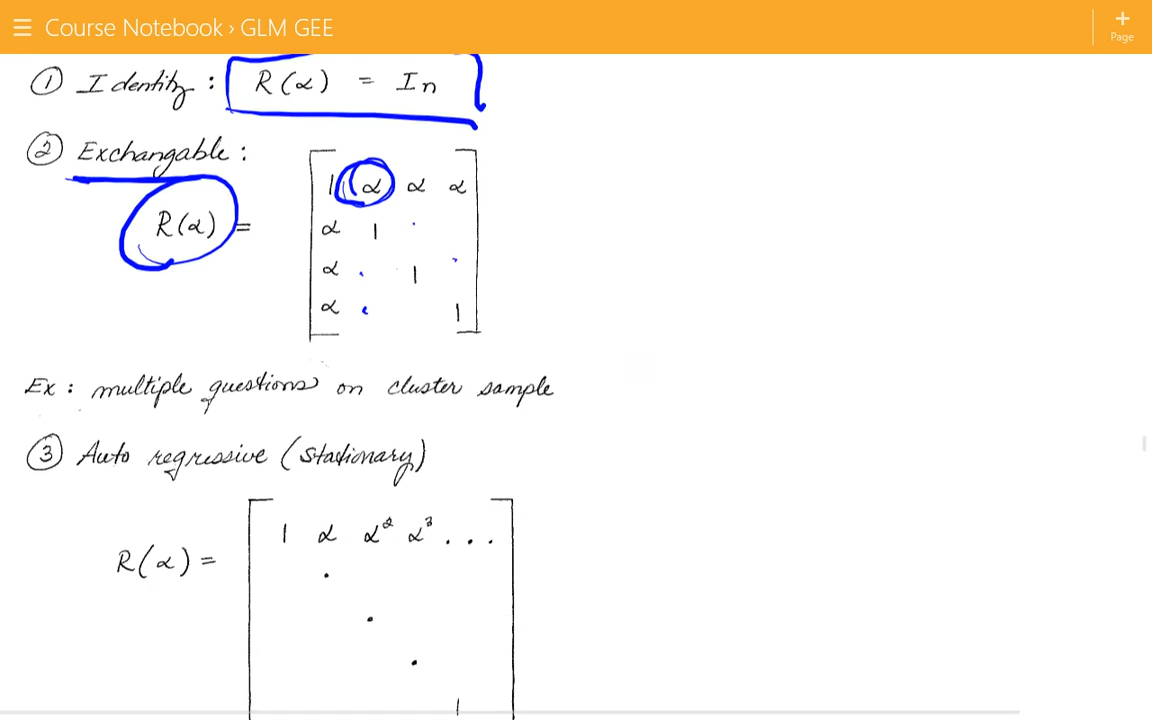 ☰ Course Notebook › GLM GEE
+ Page
① Identity : R(α) = In
② Exchangable :
R(α) =
1 α α α
α 1 .
α . 1 .
α . 1
Ex : multiple questions on cluster sample
③ Auto regressive (Stationary)
R(α) =
1 α α² α³ . . .
.
.
.
1